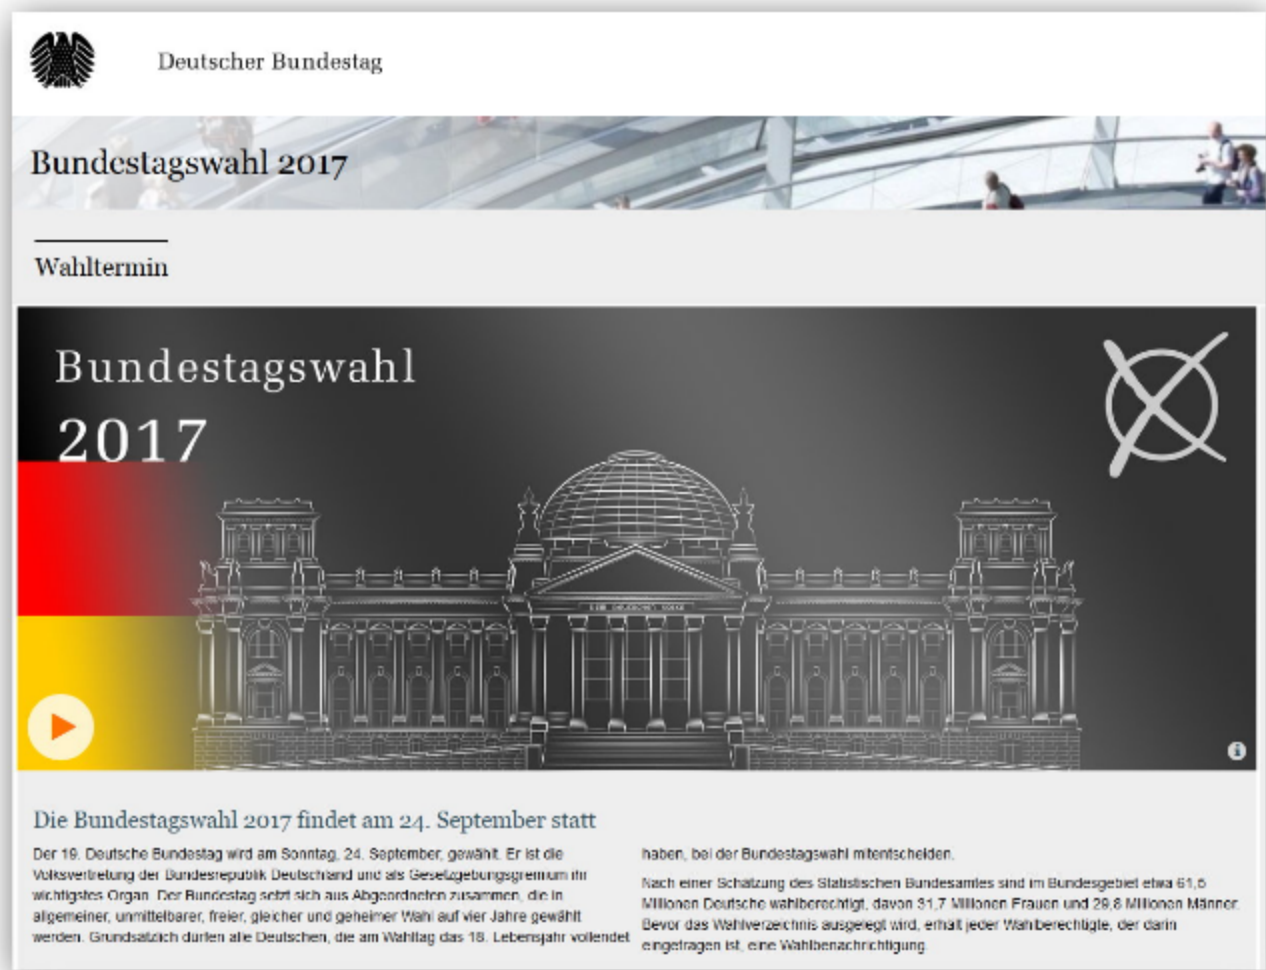 Deutscher Bundestag
Bundestagswahl 2017
Wahltermin
Bundestagswahl
2017
DEM DEUTSCHEN VOLKE
Die Bundestagswahl 2017 findet am 24. September statt
Der 19. Deutsche Bundestag wird am Sonntag, 24. September, gewählt. Er ist die
Volksvertretung der Bundesrepublik Deutschland und als Gesetzgebungsgremium ihr
wichtigstes Organ. Der Bundestag setzt sich aus Abgeordneten zusammen, die in
allgemeiner, unmittelbarer, freier, gleicher und geheimer Wahl auf vier Jahre gewählt
werden. Grundsätzlich dürfen alle Deutschen, die am Wahltag das 18. Lebensjahr vollendet
haben, bei der Bundestagswahl mitentscheiden.
Nach einer Schätzung des Statistischen Bundesamtes sind im Bundesgebiet etwa 61,5
Millionen Deutsche wahlberechtigt, davon 31,7 Millionen Frauen und 29,8 Millionen Männer.
Bevor das Wahlverzeichnis ausgelegt wird, erhält jeder Wahlberechtigte, der darin
eingetragen ist, eine Wahlbenachrichtigung.